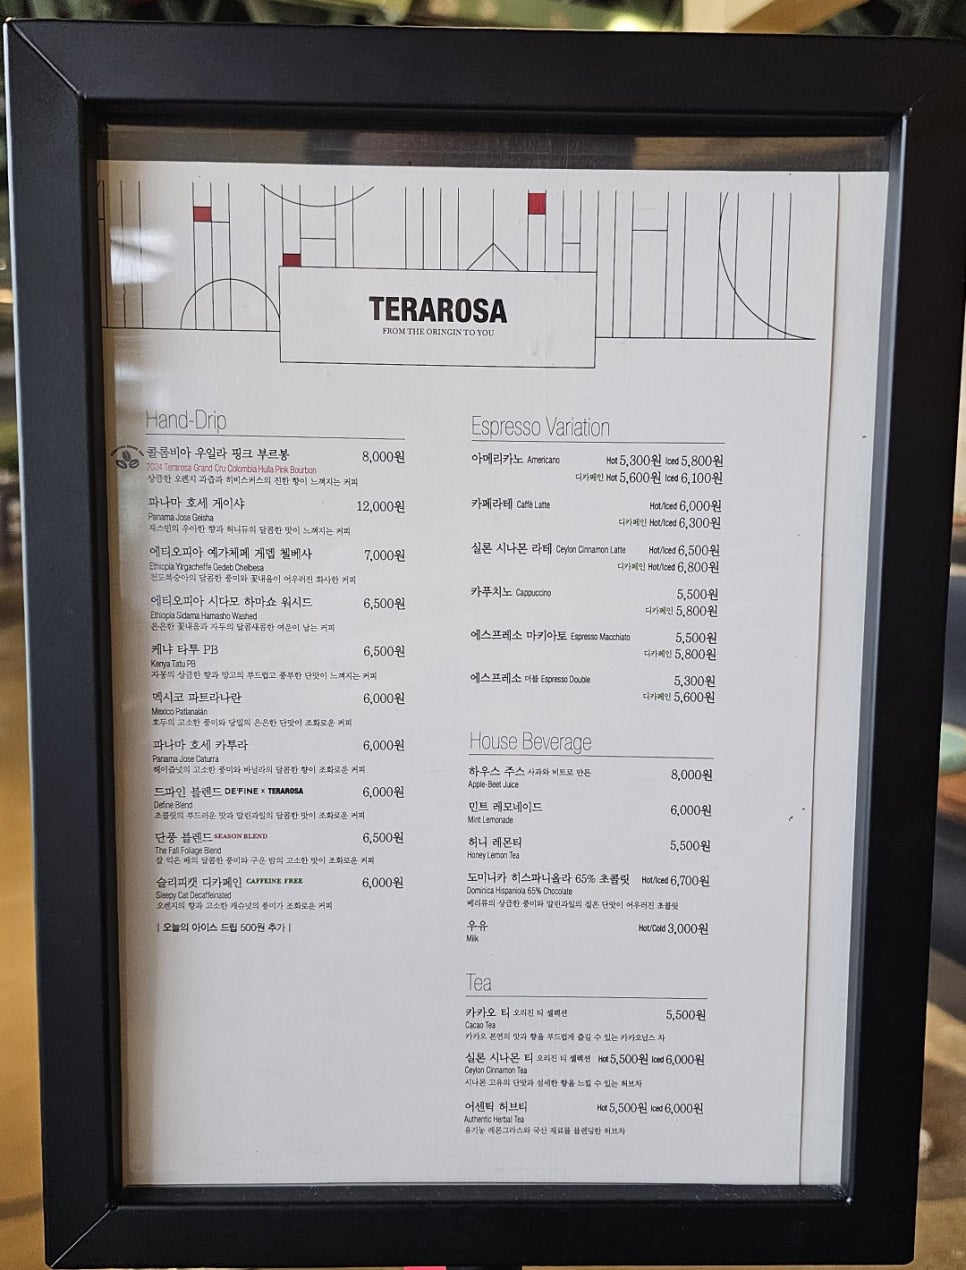 TERAROSA
FROM THE ORINGIN TO YOU
Hand-Drip
콜롬비아 우일라 핑크 부르봉 8,000원
2024 Terarosa Grand Cru Colombia Huila Pink Bourbon
상큼한 오렌지 과즙과 히비스커스의 진한 향이 느껴지는 커피
파나마 호세 게이샤 12,000원
Panama Jose Geisha
재스민의 우아한 향과 허니듀의 달콤한 맛이 느껴지는 커피
에티오피아 예가체페 게뎁 첼베사 7,000원
Ethiopia Yirgacheffe Gedeb Chelbesa
천도복숭아의 달콤한 풍미와 꽃내음이 어우러진 화사한 커피
에티오피아 시다모 하마쇼 워시드 6,500원
Ethiopia Sidama Hamasho Washed
은은한 꽃내음과 자두의 달콤새콤한 여운이 남는 커피
케냐 타투 PB 6,500원
Kenya Tatu PB
자몽의 상큼한 향과 망고의 부드럽고 풍부한 단맛이 느껴지는 커피
멕시코 파트라나란 6,000원
Mexico Patlanalán
호두의 고소한 풍미와 당밀의 은은한 단맛이 조화로운 커피
파나마 호세 카투라 6,000원
Panama Jose Caturra
헤이즐넛의 고소한 풍미와 바닐라의 달콤한 향이 조화로운 커피
드파인 블렌드 DE'FINE × TERAROSA 6,000원
Define Blend
초콜릿의 부드러운 맛과 말린과일의 달콤한 맛이 조화로운 커피
단풍 블렌드 SEASON BLEND 6,500원
The Fall Foliage Blend
잘 익은 배의 달콤한 풍미와 구운 밤의 고소한 맛이 조화로운 커피
슬리피캣 디카페인 CAFFEINE FREE 6,000원
Sleepy Cat Decaffeinated
오렌지의 향과 고소한 캐슈넛의 풍미가 조화로운 커피
| 오늘의 아이스 드립 500원 추가 |
Espresso Variation
아메리카노 Americano Hot 5,300원 Iced 5,800원
디카페인 Hot 5,600원 Iced 6,100원
카페라테 Caffè Latte Hot/Iced 6,000원
디카페인 Hot/Iced 6,300원
실론 시나몬 라테 Ceylon Cinnamon Latte Hot/Iced 6,500원
디카페인 Hot/Iced 6,800원
카푸치노 Cappuccino 5,500원
디카페인 5,800원
에스프레소 마키아토 Espresso Macchiato 5,500원
디카페인 5,800원
에스프레소 더블 Espresso Double 5,300원
디카페인 5,600원
House Beverage
하우스 주스 사과와 비트로 만든 8,000원
Apple-Beet Juice
민트 레모네이드 6,000원
Mint Lemonade
허니 레몬티 5,500원
Honey Lemon Tea
도미니카 히스파니올라 65% 초콜릿 Hot/Iced 6,700원
Dominica Hispaniola 65% Chocolate
베리류의 상큼한 풍미와 말린과일의 짙은 단맛이 어우러진 초콜릿
우유 Hot/Cold 3,000원
Milk
Tea
카카오 티 오리진 티 셀렉션 5,500원
Cacao Tea
카카오 본연의 맛과 향을 부드럽게 즐길 수 있는 카카오닙스 차
실론 시나몬 티 오리진 티 셀렉션 Hot 5,500원 Iced 6,000원
Ceylon Cinnamon Tea
시나몬 고유의 단맛과 섬세한 향을 느낄 수 있는 허브차
어센틱 허브티 Hot 5,500원 Iced 6,000원
Authentic Herbal Tea
유기농 레몬그라스와 국산 재료를 블렌딩한 허브차